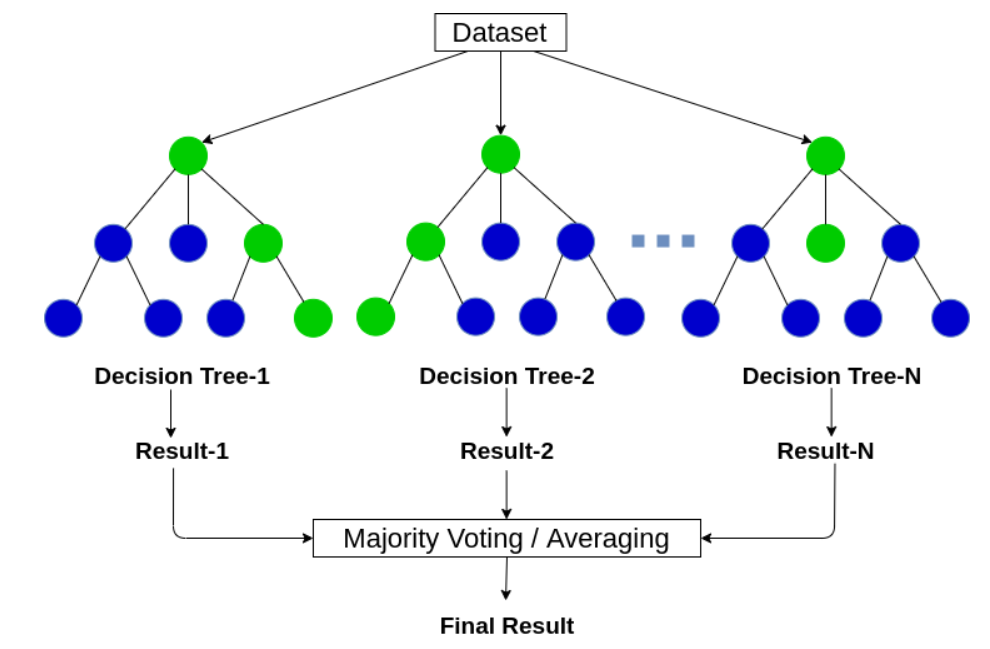 Dataset
Decision Tree-1
Decision Tree-2
Decision Tree-N
Result-1
Result-2
Result-N
Majority Voting / Averaging
Final Result